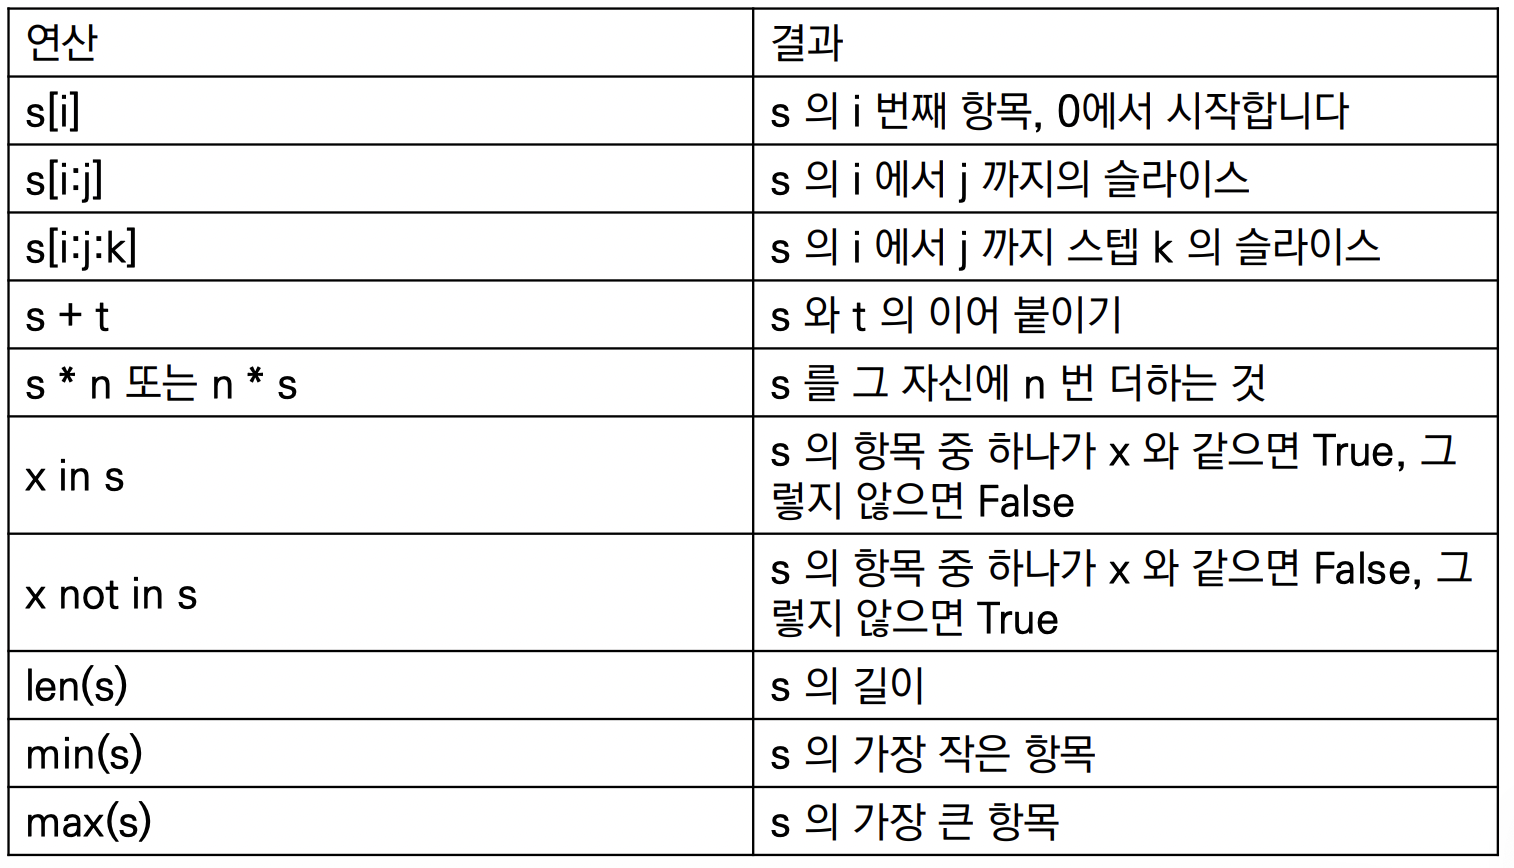 연산
결과
s[i]
s 의 i 번째 항목, 0에서 시작합니다
s[i:j]
s 의 i 에서 j 까지의 슬라이스
s[i:j:k]
s 의 i 에서 j 까지 스텝 k 의 슬라이스
s + t
s 와 t 의 이어 붙이기
s * n 또는 n * s
s 를 그 자신에 n 번 더하는 것
x in s
s 의 항목 중 하나가 x 와 같으면 True, 그
렇지 않으면 False
x not in s
s 의 항목 중 하나가 x 와 같으면 False, 그
렇지 않으면 True
len(s)
s 의 길이
min(s)
s 의 가장 작은 항목
max(s)
s 의 가장 큰 항목